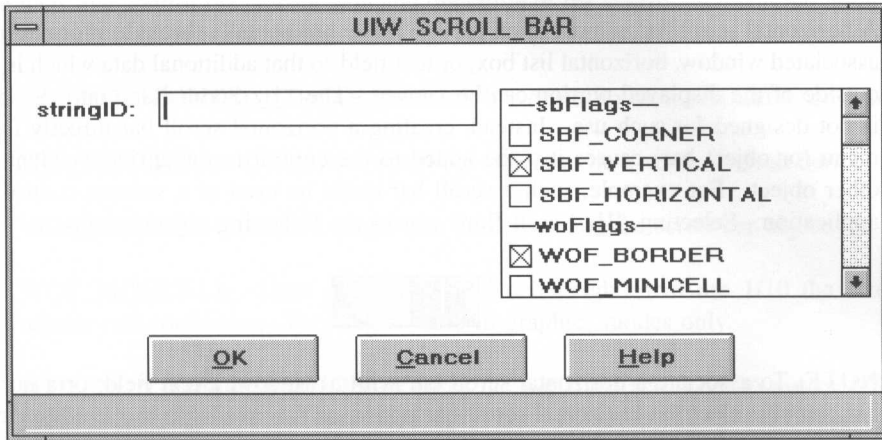 UIW_SCROLL_BAR
stringID:
sbFlags
SBF_CORNER
SBF_VERTICAL
SBF_HORIZONTAL
woFlags
WOF_BORDER
WOF_MINICELL
OK
Cancel
Help